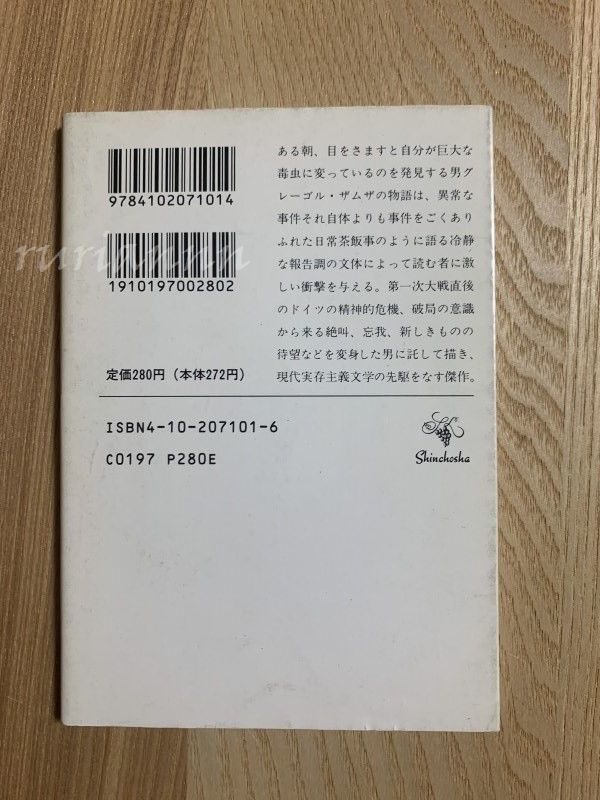 9784102071014
1910197002802
定価280円（本体272円）
ある朝、目をさますと自分が巨大な
毒虫に変っているのを発見する男グ
レーゴル・ザムザの物語は、異常な
事件それ自体よりも事件をごくあり
ふれた日常茶飯事のように語る冷静
な報告調の文体によって読む者に激
しい衝撃を与える。第一次大戦直後
のドイツの精神的危機、破局の意識
から来る絶叫、忘我、新しきものの
待望などを変身した男に託して描き、
現代実存主義文学の先駆をなす傑作。
ISBN4-10-207101-6
C0197 P280E
Shinchosha